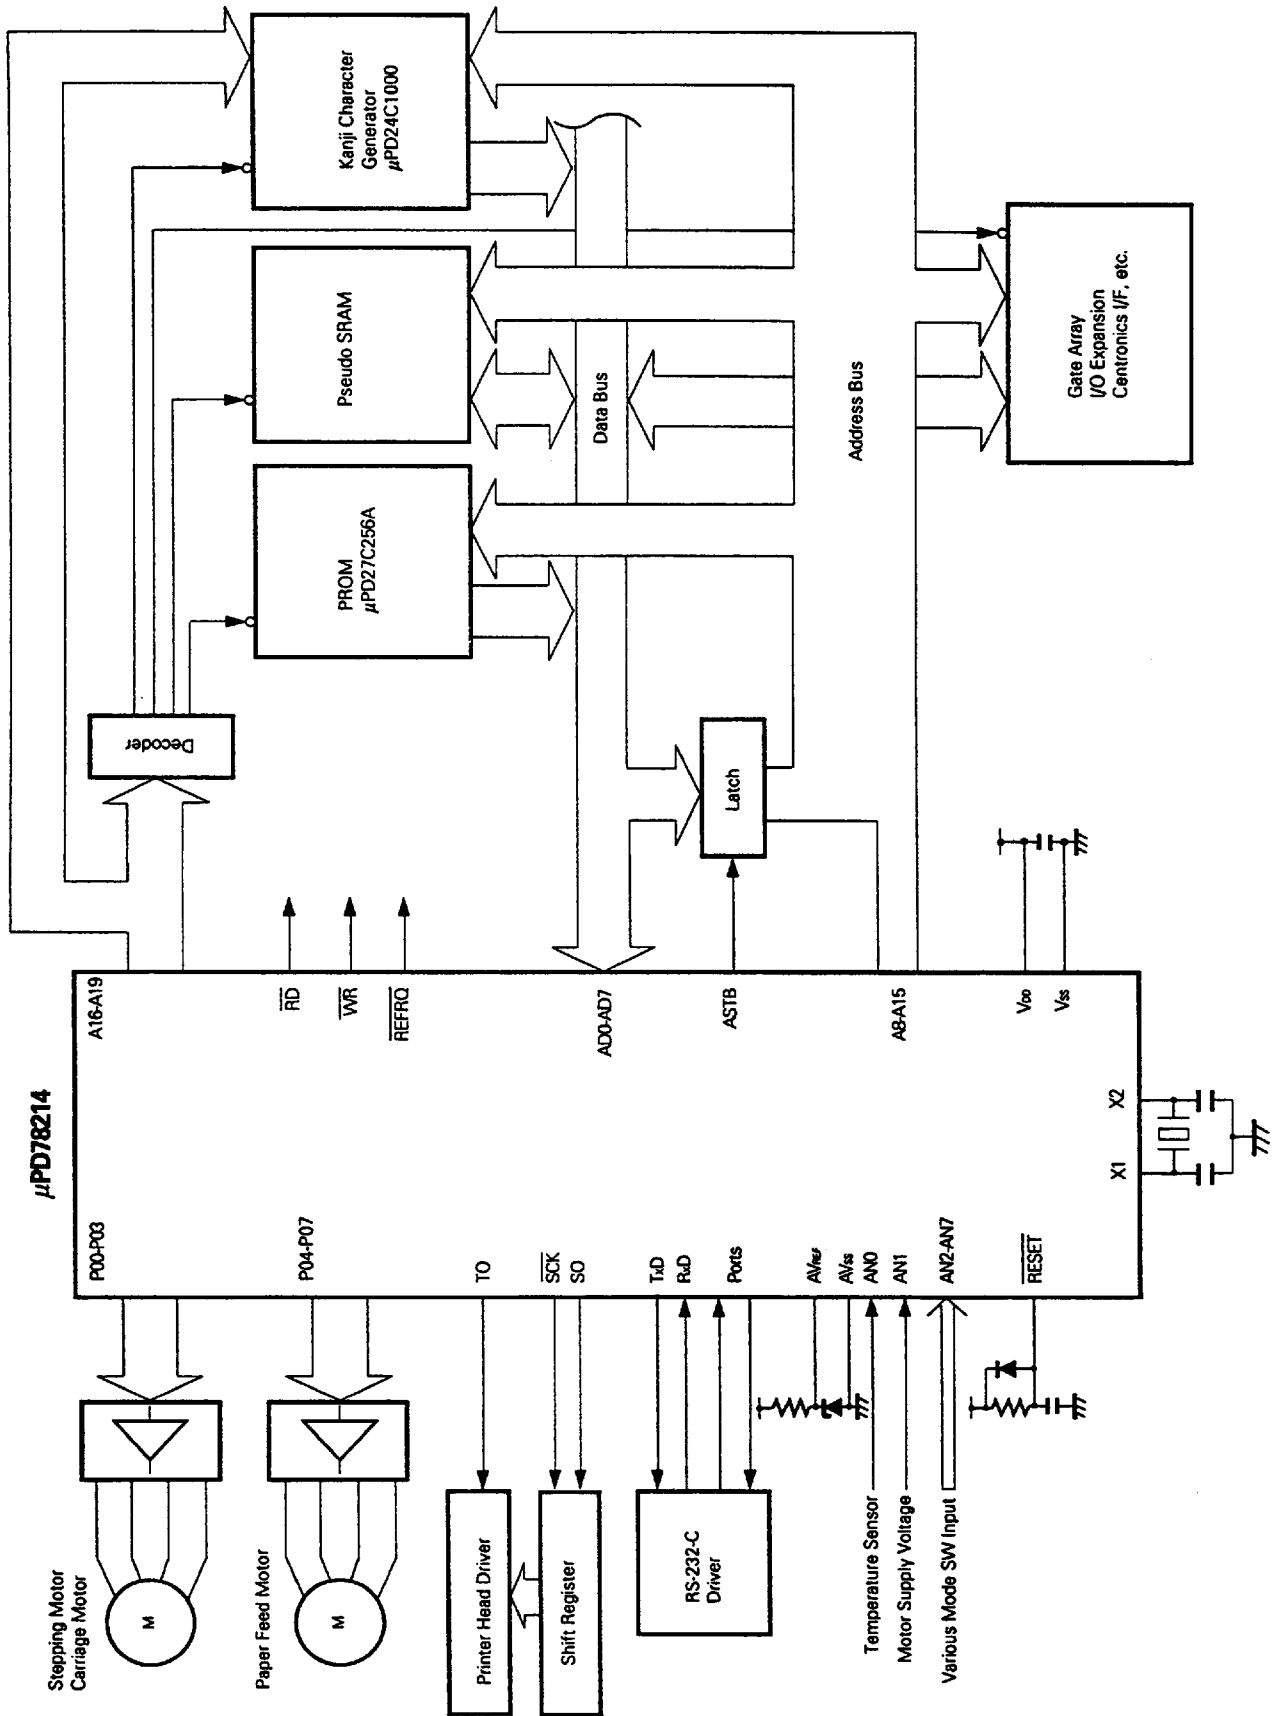 μPD78214
Stepping Motor
Carriage Motor
M
Paper Feed Motor
M
Printer Head Driver
Shift Register
RS-232-C
Driver
Temperature Sensor
Motor Supply Voltage
Various Mode SW Input
P00-P03
P04-P07
TO
SCK
SO
TxD
RxD
Ports
AVREF
AVSS
AN0
AN1
AN2-AN7
RESET
X1
X2
A16-A19
RD
WR
REFRQ
AD0-AD7
ASTB
A8-A15
VDD
VSS
Decoder
Latch
PROM
μPD27C256A
Pseudo SRAM
Kanji Character
Generator
μPD24C1000
Data Bus
Address Bus
Gate Array
I/O Expansion
Centronics I/F, etc.